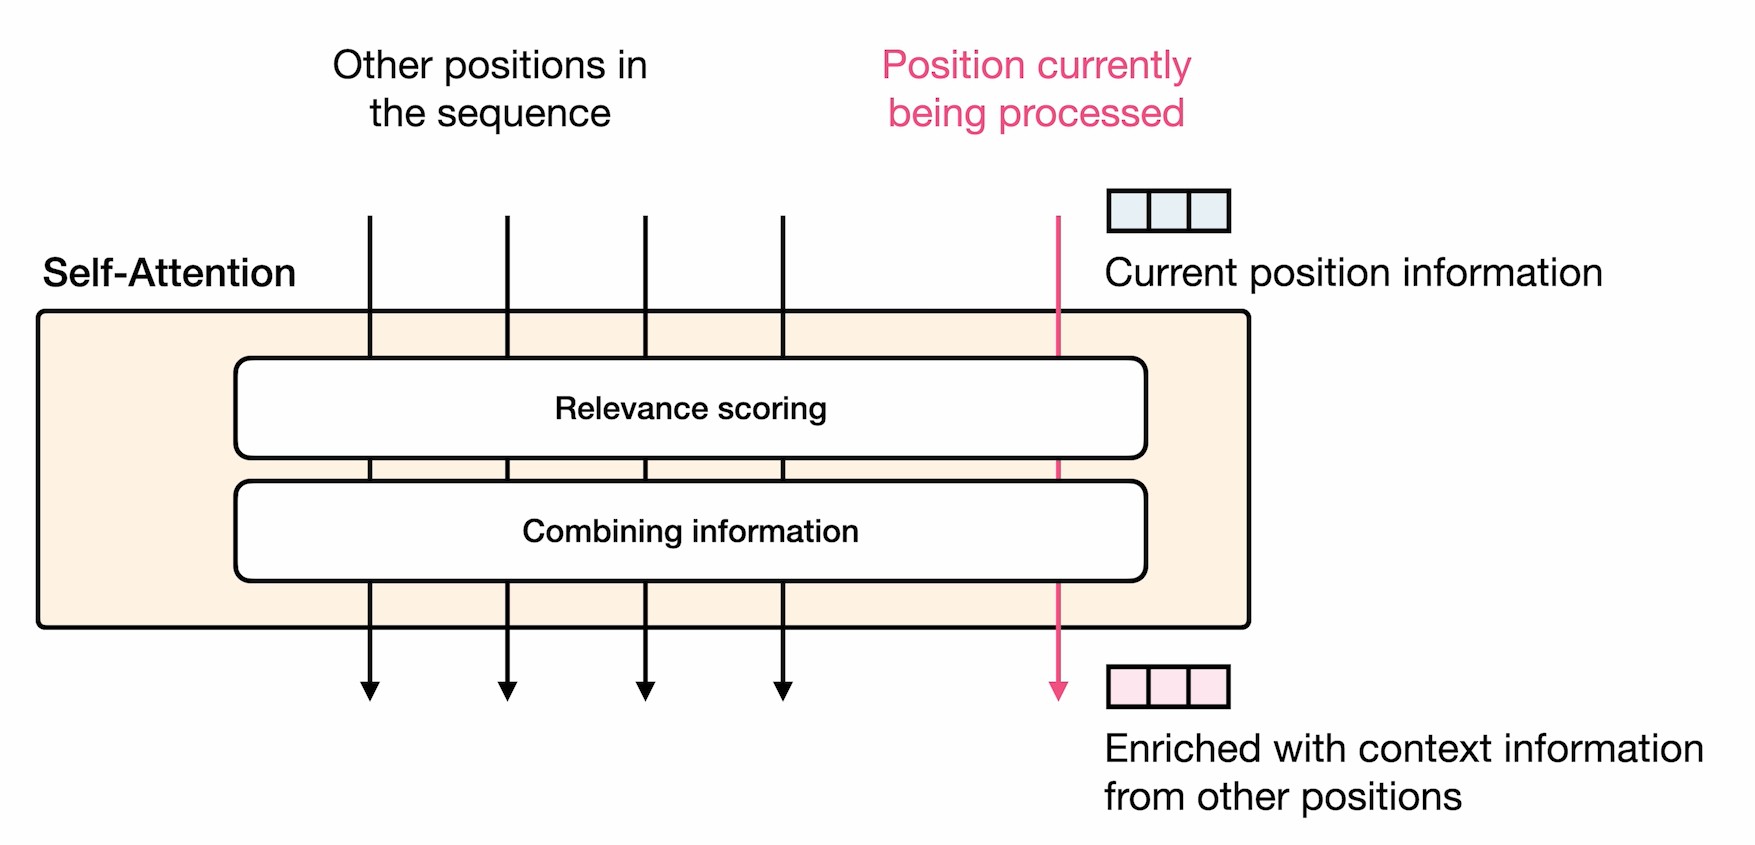 Other positions in
the sequence
Position currently
being processed
Self-Attention
Current position information
Relevance scoring
Combining information
Enriched with context information
from other positions